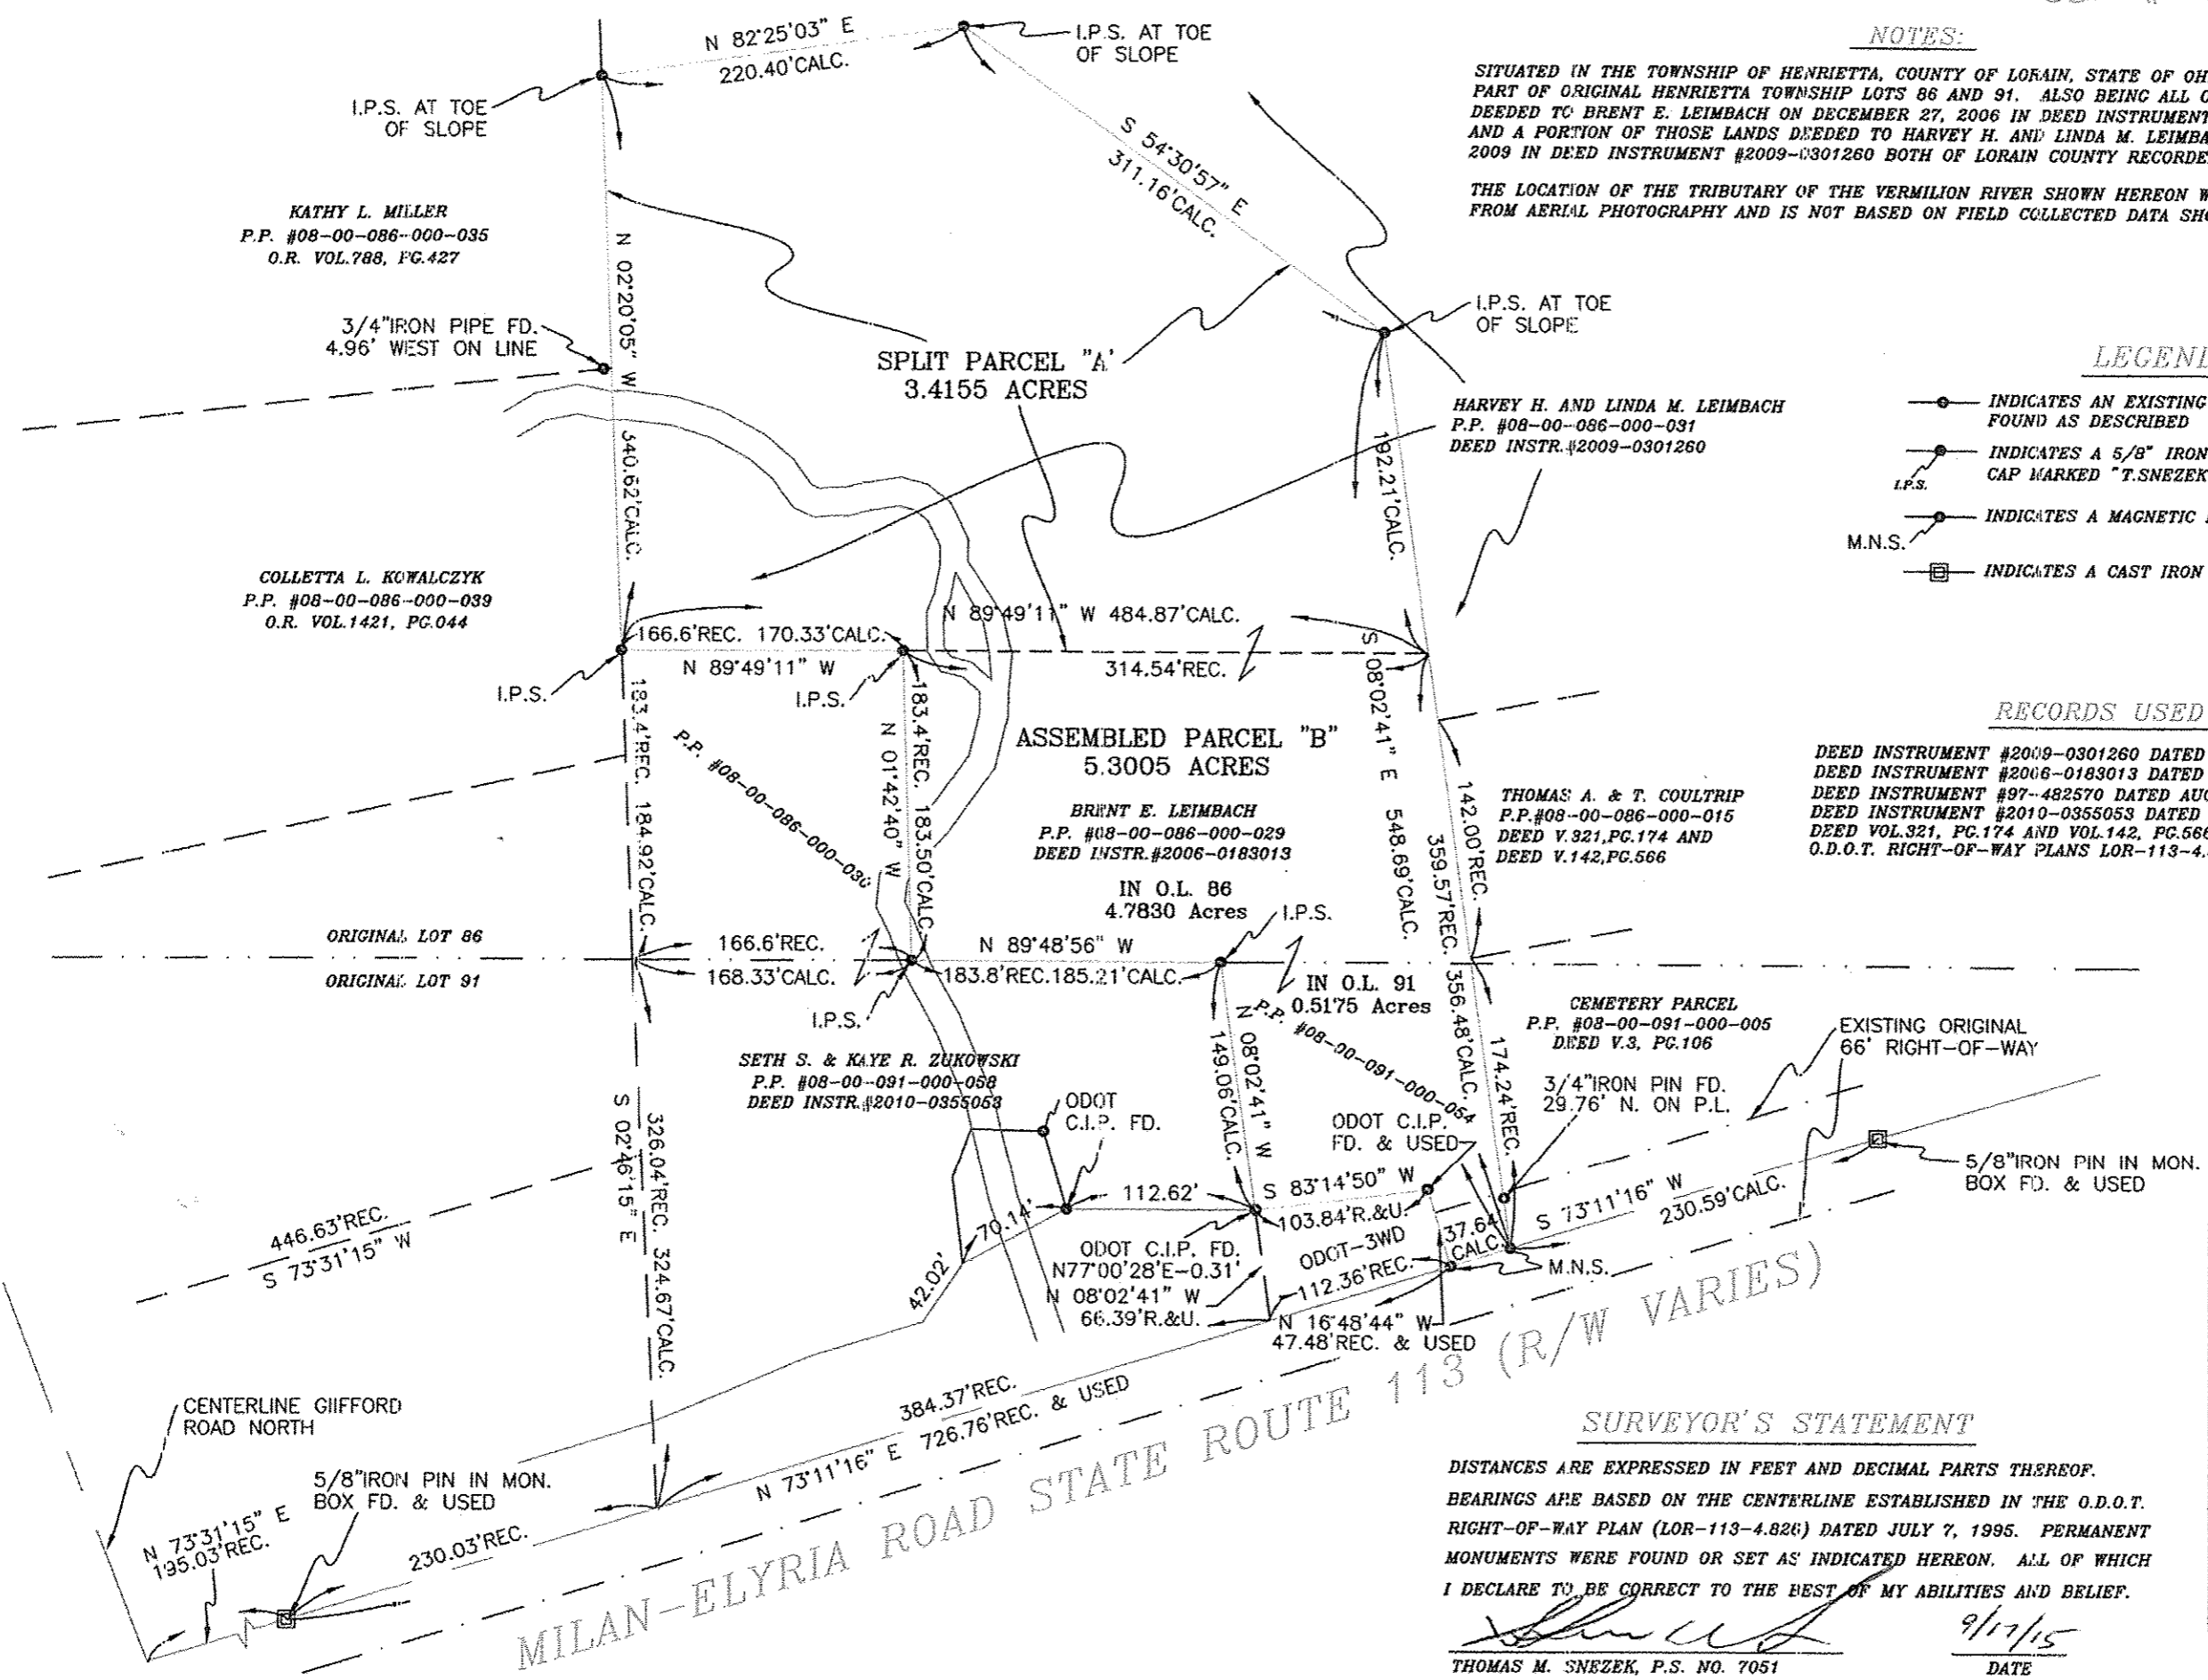 N 82°25'03" E
220.40'CALC.
I.P.S. AT TOE
OF SLOPE
I.P.S. AT TOE
OF SLOPE
NOTES:
SITUATED IN THE TOWNSHIP OF HENRIETTA, COUNTY OF LORAIN, STATE OF OH
PART OF ORIGINAL HENRIETTA TOWNSHIP LOTS 86 AND 91. ALSO BEING ALL
DEEDED TO BRENT E. LEIMBACH ON DECEMBER 27, 2006 IN DEED INSTRUMENT
AND A PORTION OF THOSE LANDS DEEDED TO HARVEY H. AND LINDA M. LEIMBA
2009 IN DEED INSTRUMENT #2009-0301260 BOTH OF LORAIN COUNTY RECORDE
THE LOCATION OF THE TRIBUTARY OF THE VERMILION RIVER SHOWN HEREON W
FROM AERIAL PHOTOGRAPHY AND IS NOT BASED ON FIELD COLLECTED DATA SH
S 54°30'57" E
311.16'CALC.
KATHY L. MILLER
P.P. #08-00-086-000-035
O.R. VOL.788, PG.427
N 02°20'05" W
340.62'CALC.
3/4"IRON PIPE FD.
4.96' WEST ON LINE
I.P.S. AT TOE
OF SLOPE
SPLIT PARCEL "A"
3.4155 ACRES
HARVEY H. AND LINDA M. LEIMBACH
P.P. #08-00-086-000-031
DEED INSTR.#2009-0301260
192.21'CALC.
LEGEN
INDICATES AN EXISTING
FOUND AS DESCRIBED
INDICATES A 5/8" IRON
CAP MARKED "T.SNEZEK
I.P.S.
INDICATES A MAGNETIC
M.N.S.
INDICATES A CAST IRON
COLLETTA L. KOWALCZYK
P.P. #08-00-086-000-039
O.R. VOL.1421, PG.044
N 89°49'11" W 484.87'CALC.
166.6'REC. 170.33'CALC.
N 89°49'11" W
314.54'REC.
I.P.S.
I.P.S.
183.4'REC. 184.92'CALC.
P.P. #08-00-086-000-030
183.4'REC. 183.50'CALC.
N 01°42'40" W
ASSEMBLED PARCEL "B"
5.3005 ACRES
BRENT E. LEIMBACH
P.P. #08-00-086-000-029
DEED INSTR.#2006-0183013
IN O.L. 86
4.7830 Acres
S 08°02'41" E 548.69'CALC.
359.57'REC. 356.48'CALC.
142.00'REC.
THOMAS A. & T. COULTRIP
P.P.#08-00-086-000-015
DEED V.321,PG.174 AND
DEED V.142,PG.566
RECORDS USED
DEED INSTRUMENT #2009-0301260 DATED
DEED INSTRUMENT #2006-0183013 DATED
DEED INSTRUMENT #97-482570 DATED AU
DEED INSTRUMENT #2010-0355053 DATED
DEED VOL.321, PG.174 AND VOL.142, PG.566
O.D.O.T. RIGHT-OF-WAY PLANS LOR-113-4.
ORIGINAL LOT 86
ORIGINAL LOT 91
166.6'REC.
168.33'CALC.
I.P.S.
N 89°48'56" W
183.8'REC.185.21'CALC.
I.P.S.
IN O.L. 91
0.5175 Acres
P.P. #08-00-091-000-054
N 08°02'41" W
149.06'CALC.
CEMETERY PARCEL
P.P. #08-00-091-000-005
DEED V.3, PG.106
174.24'REC.
EXISTING ORIGINAL
66' RIGHT-OF-WAY
3/4"IRON PIN FD.
29.76' N. ON P.L.
SETH S. & KAYE R. ZUKOWSKI
P.P. #08-00-091-000-058
DEED INSTR.#2010-0355053
S 02°46'15" E
326.04'REC. 324.67'CALC.
ODOT
C.I.P. FD.
ODOT C.I.P.
FD. & USED
5/8"IRON PIN IN MON.
BOX FD. & USED
S 83°14'50" W
103.84'R.&U.
112.62'
70.14'
42.02'
S 73°11'16" W
230.59'CALC.
37.64'
CALC.
ODOT-3WD
112.36'REC.
M.N.S.
ODOT C.I.P. FD.
N77°00'28"E-0.31'
N 08°02'41" W
66.39'R.&U.
N 16°48'44" W
47.48'REC. & USED
446.63'REC.
S 73°31'15" W
384.37'REC.
N 73°11'16" E 726.76'REC. & USED
CENTERLINE GIFFORD
ROAD NORTH
5/8"IRON PIN IN MON.
BOX FD. & USED
N 73°31'15" E
195.03'REC.
230.03'REC.
MILAN-ELYRIA ROAD STATE ROUTE 113 (R/W VARIES)
SURVEYOR'S STATEMENT
DISTANCES ARE EXPRESSED IN FEET AND DECIMAL PARTS THEREOF.
BEARINGS ARE BASED ON THE CENTERLINE ESTABLISHED IN THE O.D.O.T.
RIGHT-OF-WAY PLAN (LOR-113-4.826) DATED JULY 7, 1995. PERMANENT
MONUMENTS WERE FOUND OR SET AS INDICATED HEREON. ALL OF WHICH
I DECLARE TO BE CORRECT TO THE BEST OF MY ABILITIES AND BELIEF.
9/17/15
THOMAS M. SNEZEK, P.S. NO. 7051
DATE